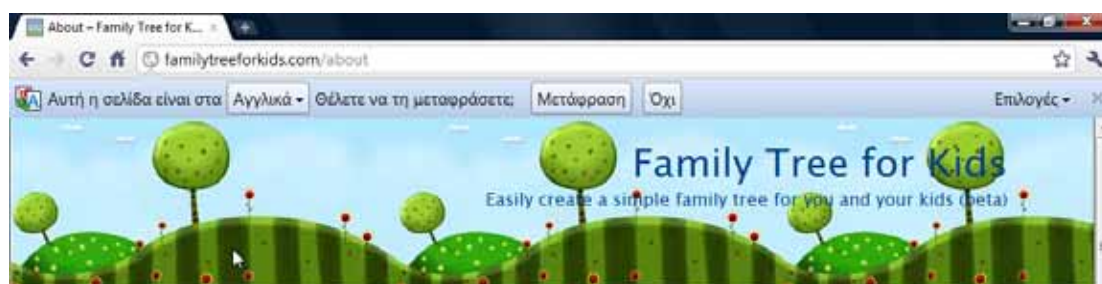 About – Family Tree for K...
familytreeforkids.com/about
Αυτή η σελίδα είναι στα Αγγλικά Θέλετε να τη μεταφράσετε; Μετάφραση Όχι Επιλογές
Family Tree for Kids
Easily create a simple family tree for you and your kids (beta)